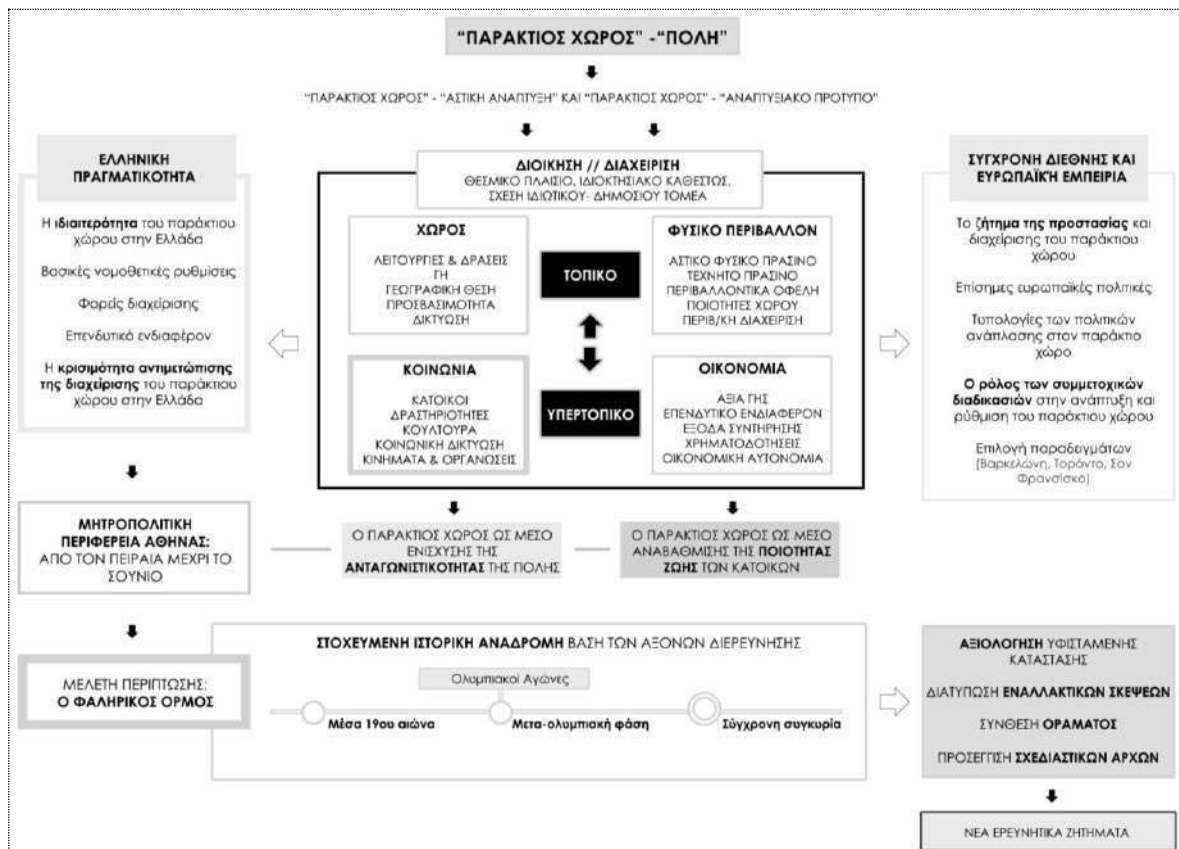 “ΠΑΡΑΚΤΙΟΣ ΧΩΡΟΣ” -“ΠΟΛΗ”
“ΠΑΡΑΚΤΙΟΣ ΧΩΡΟΣ” - “ΑΣΤΙΚΗ ΑΝΑΠΤΥΞΗ” ΚΑΙ “ΠΑΡΑΚΤΙΟΣ ΧΩΡΟΣ” - “ΑΝΑΠΤΥΞΙΑΚΟ ΠΡΟΤΥΠΟ”
ΕΛΛΗΝΙΚΗ
ΠΡΑΓΜΑΤΙΚΟΤΗΤΑ
Η ιδιαιτερότητα του παράκτιου
χώρου στην Ελλάδα
Βασικές νομοθετικές ρυθμίσεις
Φορείς διαχείρισης
Επενδυτικό ενδιαφέρον
Η κρισιμότητα αντιμετώπισης
της διαχείρισης του παράκτιου
χώρου στην Ελλάδα
ΔΙΟΙΚΗΣΗ // ΔΙΑΧΕΙΡΙΣΗ
ΘΕΣΜΙΚΟ ΠΛΑΙΣΙΟ, ΙΔΙΟΚΤΗΣΙΑΚΟ ΚΑΘΕΣΤΩΣ,
ΣΧΕΣΗ ΙΔΙΩΤΙΚΟΥ- ΔΗΜΟΣΙΟΥ ΤΟΜΕΑ
ΧΩΡΟΣ
ΛΕΙΤΟΥΡΓΙΕΣ & ΔΡΑΣΕΙΣ
ΓΗ
ΓΕΩΓΡΑΦΙΚΗ ΘΕΣΗ
ΠΡΟΣΒΑΣΙΜΟΤΗΤΑ
ΔΙΚΤΥΩΣΗ
ΤΟΠΙΚΟ
ΦΥΣΙΚΟ ΠΕΡΙΒΑΛΛΟΝ
ΑΣΤΙΚΟ ΦΥΣΙΚΟ ΠΡΑΣΙΝΟ
ΤΕΧΝΗΤΟ ΠΡΑΣΙΝΟ
ΠΕΡΙΒΑΛΛΟΝΤΙΚΑ ΟΦΕΛΗ
ΠΟΙΟΤΗΤΕΣ ΧΩΡΟΥ
ΠΕΡΙΒ/ΚΗ ΔΙΑΧΕΙΡΙΣΗ
ΚΟΙΝΩΝΙΑ
ΚΑΤΟΙΚΟΙ
ΔΡΑΣΤΗΡΙΟΤΗΤΕΣ
ΚΟΥΛΤΟΥΡΑ
ΚΟΙΝΩΝΙΚΗ ΔΙΚΤΥΩΣΗ
ΚΙΝΗΜΑΤΑ & ΟΡΓΑΝΩΣΕΙΣ
ΥΠΕΡΤΟΠΙΚΟ
ΟΙΚΟΝΟΜΙΑ
ΑΞΙΑ ΓΗΣ
ΕΠΕΝΔΥΤΙΚΟ ΕΝΔΙΑΦΕΡΟΝ
ΕΞΟΔΑ ΣΥΝΤΗΡΗΣΗΣ
ΧΡΗΜΑΤΟΔΟΤΗΣΕΙΣ
ΟΙΚΟΝΟΜΙΚΗ ΑΥΤΟΝΟΜΙΑ
ΣΥΓΧΡΟΝΗ ΔΙΕΘΝΗΣ ΚΑΙ
ΕΥΡΩΠΑΪΚΉ ΕΜΠΕΙΡΙΑ
Το ζήτημα της προστασίας και
διαχείρισης του παράκτιου
χώρου
Επίσημες ευρωπαϊκές πολιτικές
Τυπολογίες των πολιτικών
ανάπλασης στον παράκτιο
χώρο
Ο ρόλος των συμμετοχικών
διαδικασιών στην ανάπτυξη και
ρύθμιση του παράκτιου χώρου
Επιλογή παραδειγμάτων
(Βαρκελώνη, Τορόντο, Σαν
Φρανσίσκο)
ΜΗΤΡΟΠΟΛΙΤΙΚΗ
ΠΕΡΙΦΕΡΕΙΑ ΑΘΗΝΑΣ:
ΑΠΟ ΤΟΝ ΠΕΙΡΑΙΑ ΜΕΧΡΙ ΤΟ
ΣΟΥΝΙΟ
Ο ΠΑΡΑΚΤΙΟΣ ΧΩΡΟΣ ΩΣ ΜΕΣΟ
ΕΝΙΣΧΥΣΗΣ ΤΗΣ
ΑΝΤΑΓΩΝΙΣΤΙΚΟΤΗΤΑΣ ΤΗΣ ΠΟΛΗΣ
Ο ΠΑΡΑΚΤΙΟΣ ΧΩΡΟΣ ΩΣ ΜΕΣΟ
ΑΝΑΒΑΘΜΙΣΗΣ ΤΗΣ ΠΟΙΟΤΗΤΑΣ
ΖΩΗΣ ΤΩΝ ΚΑΤΟΙΚΩΝ
ΜΕΛΕΤΗ ΠΕΡΙΠΤΩΣΗΣ:
Ο ΦΑΛΗΡΙΚΟΣ ΟΡΜΟΣ
ΣΤΟΧΕΥΜΕΝΗ ΙΣΤΟΡΙΚΗ ΑΝΑΔΡΟΜΗ ΒΑΣΗ ΤΩΝ ΑΞΟΝΩΝ ΔΙΕΡΕΥΝΗΣΗΣ
Ολυμπιακοί Αγώνες
Μέσα 19ου αιώνα
Μετα-ολυμπιακή φάση
Σύγχρονη συγκυρία
ΑΞΙΟΛΟΓΗΣΗ ΥΦΙΣΤΑΜΕΝΗΣ
ΚΑΤΑΣΤΑΣΗΣ
ΔΙΑΤΥΠΩΣΗ ΕΝΑΛΛΑΚΤΙΚΩΝ ΣΚΕΨΕΩΝ
ΣΥΝΘΕΣΗ ΟΡΑΜΑΤΟΣ
ΠΡΟΣΕΓΓΙΣΗ ΣΧΕΔΙΑΣΤΙΚΩΝ ΑΡΧΩΝ
ΝΕΑ ΕΡΕΥΝΗΤΙΚΑ ΖΗΤΗΜΑΤΑ